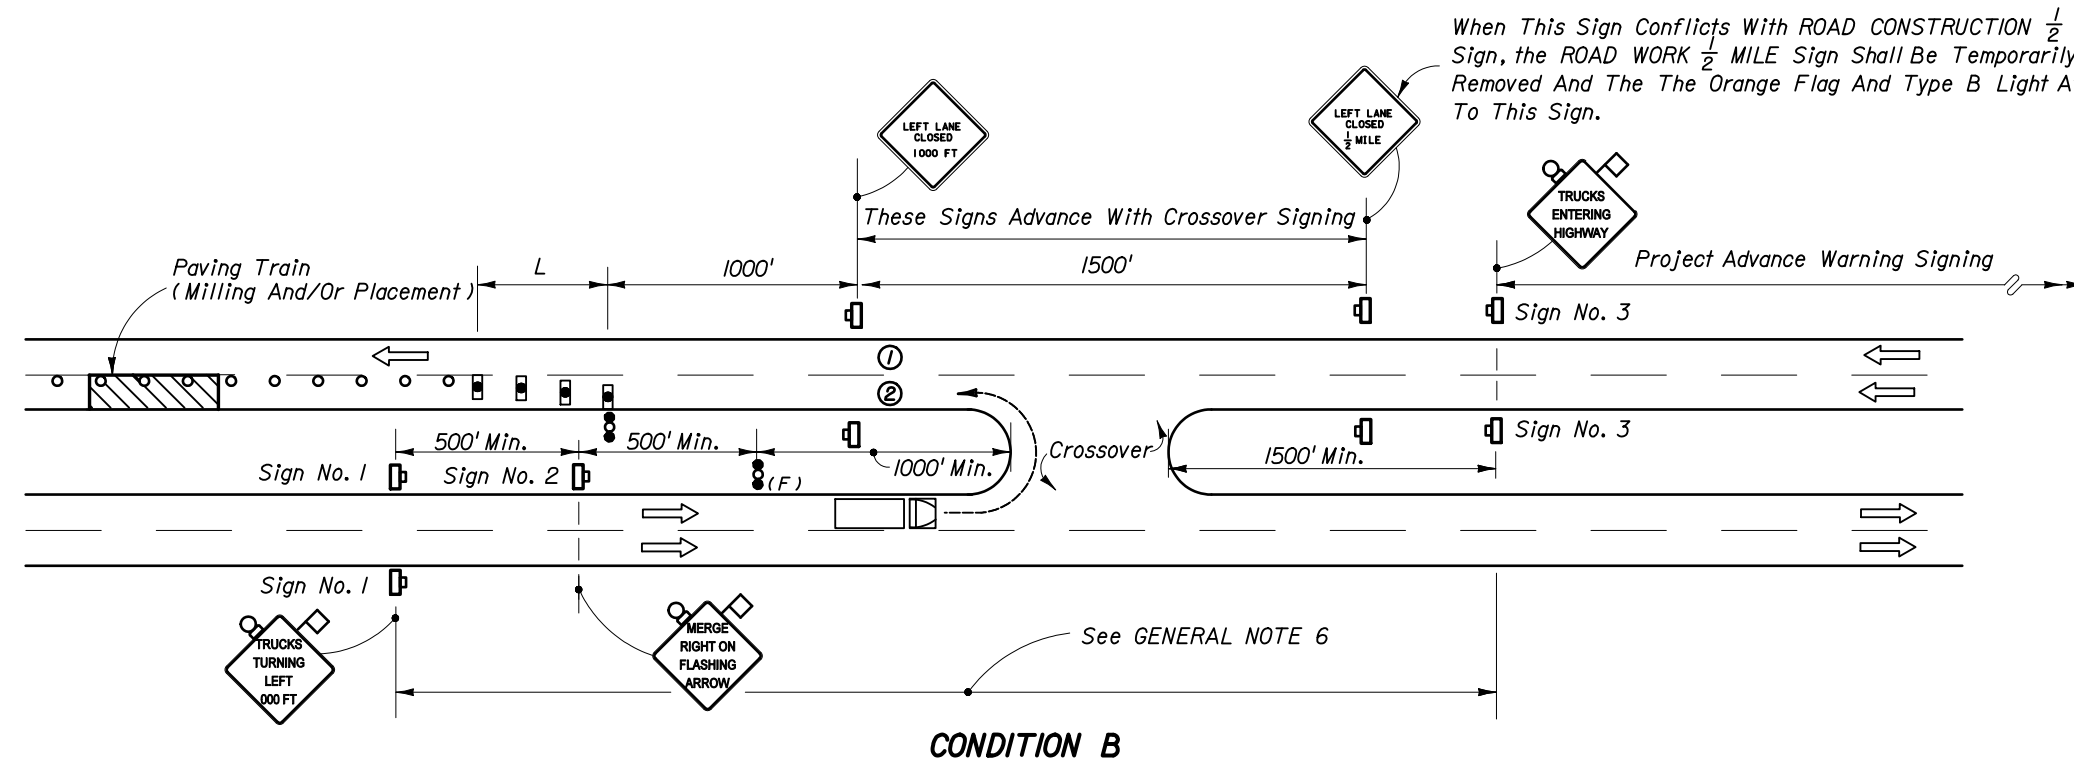 When This Sign Conflicts With ROAD CONSTRUCTION 1/2
Sign, the ROAD WORK 1/2 MILE Sign Shall Be Temporarily
Removed And The The Orange Flag And Type B Light A
To This Sign.
LEFT LANE
CLOSED
1000 FT
LEFT LANE
CLOSED
1/2 MILE
TRUCKS
ENTERING
HIGHWAY
These Signs Advance With Crossover Signing
Project Advance Warning Signing
Paving Train
(Milling And/Or Placement)
L
1000'
1500'
Sign No. 3
1
2
Sign No. 3
500' Min.
500' Min.
1000' Min.
Crossover
1500' Min.
Sign No. 1
Sign No. 2
(F)
Sign No. 1
TRUCKS
TURNING
LEFT
000 FT
MERGE
RIGHT ON
FLASHING
ARROW
See GENERAL NOTE 6
CONDITION B